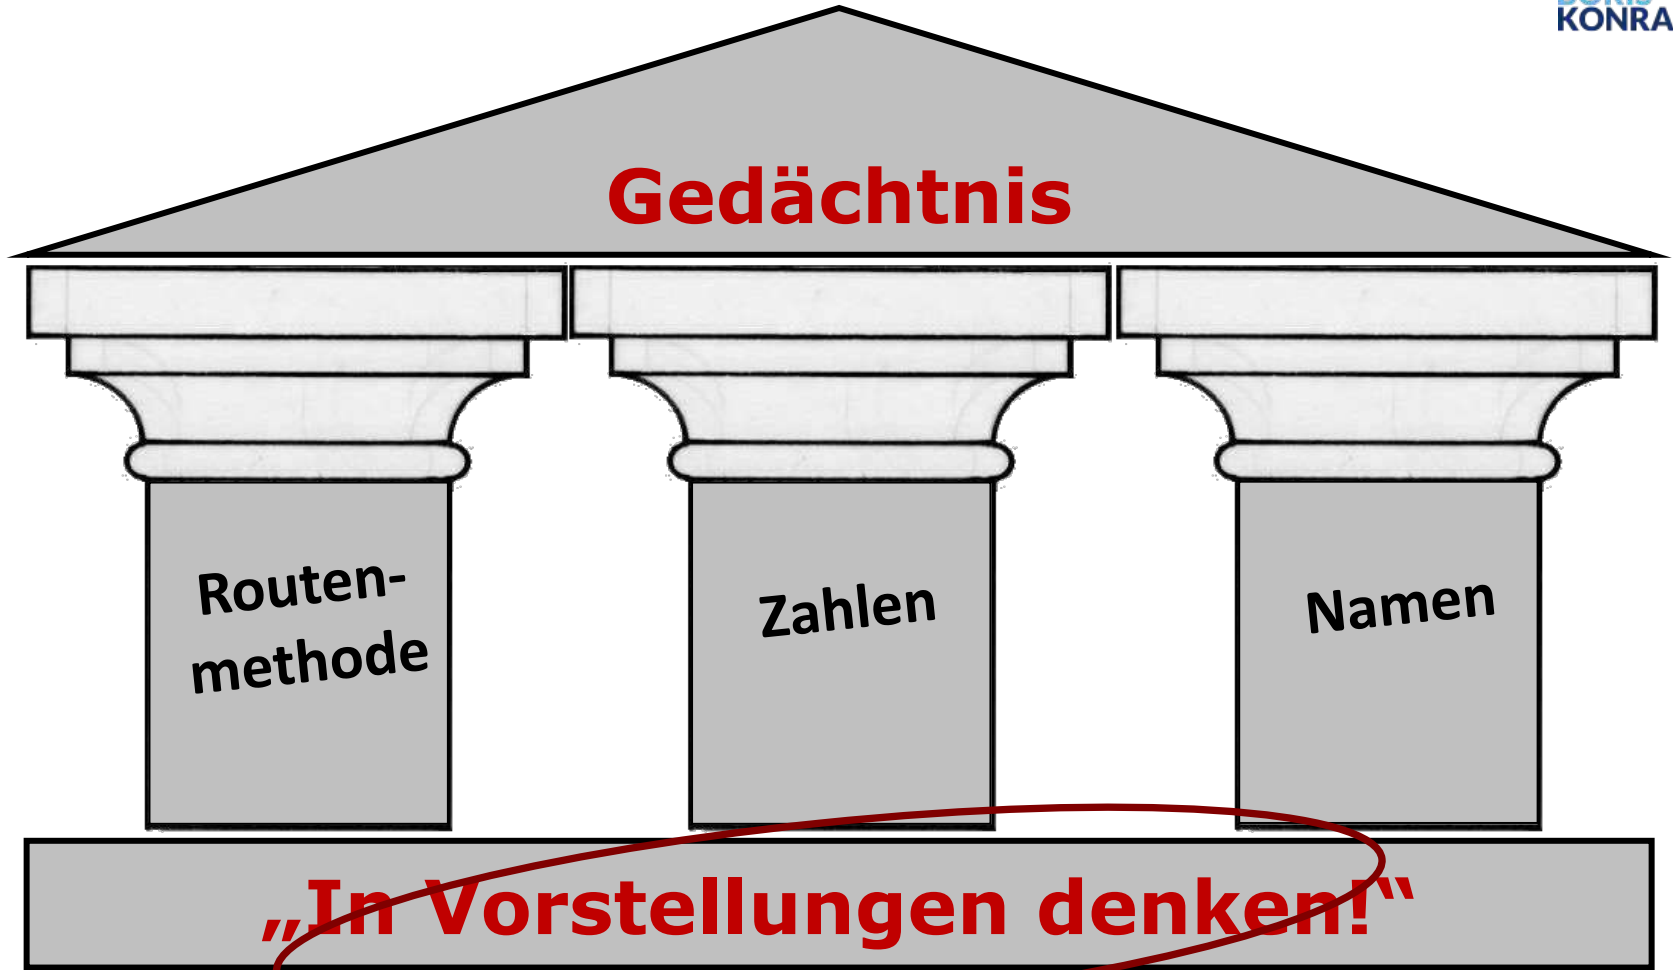 KONRA
Gedächtnis
Routen-
methode
Zahlen
Namen
„In Vorstellungen denken!“